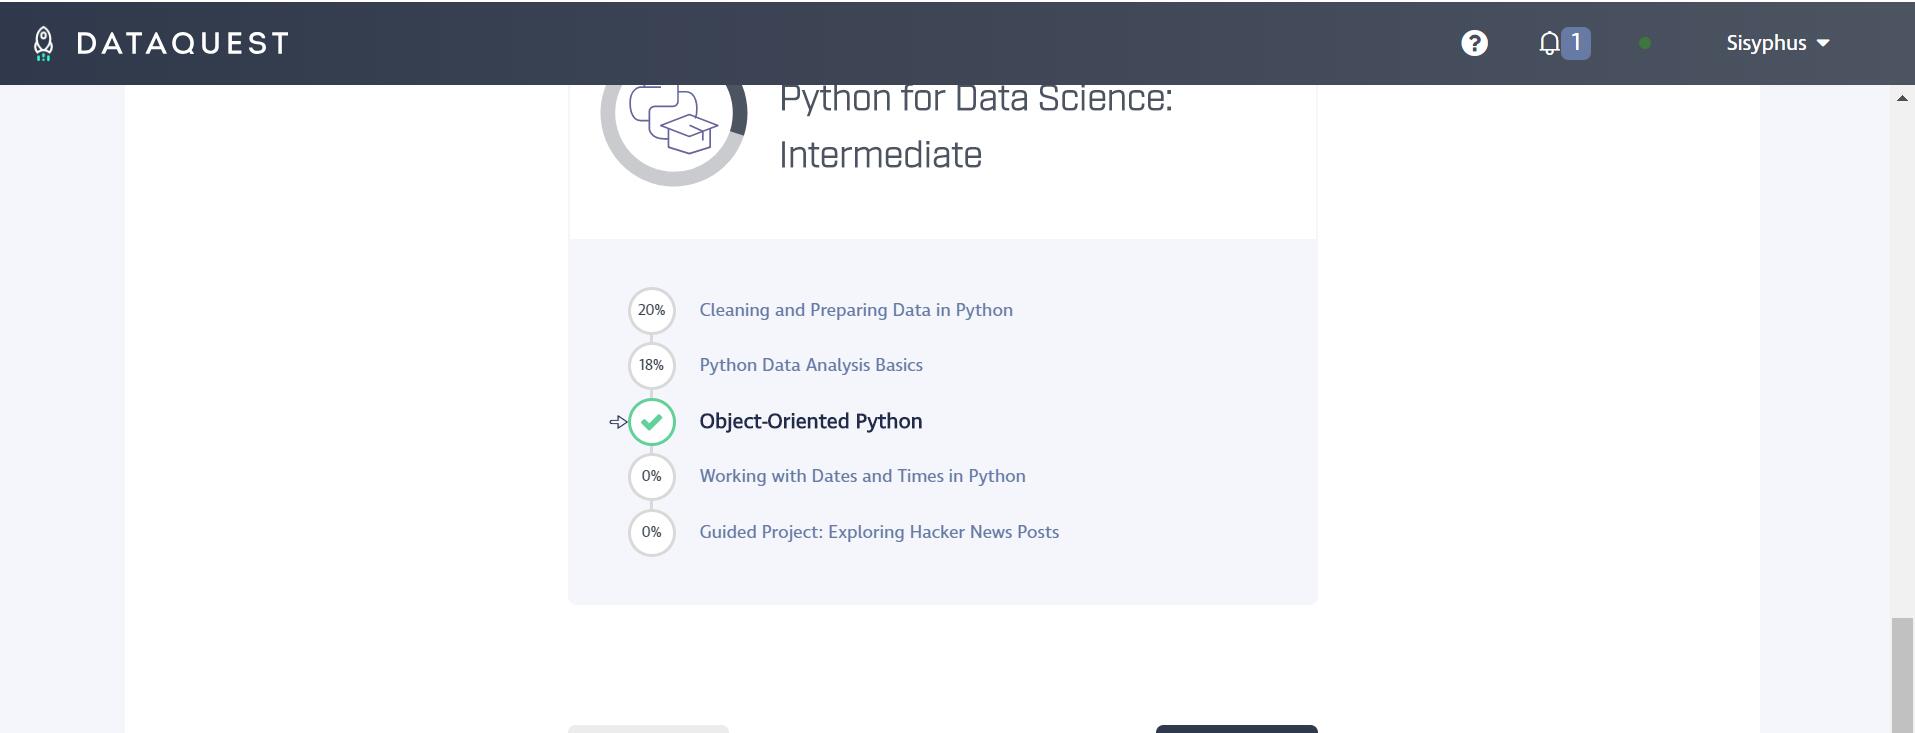 DATAQUEST
? 1 Sisyphus
Python for Data Science:
Intermediate
20% Cleaning and Preparing Data in Python
18% Python Data Analysis Basics
Object-Oriented Python
0% Working with Dates and Times in Python
0% Guided Project: Exploring Hacker News Posts